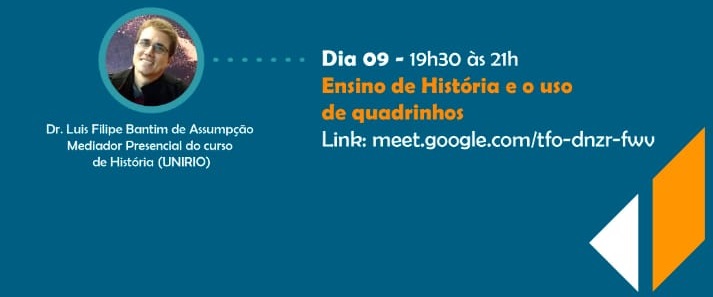 Dia 09 - 19h30 às 21h
Ensino de História e o uso
de quadrinhos
Link: meet.google.com/tfo-dnzr-fwv
Dr. Luis Filipe Bantim de Assumpção
Mediador Presencial do curso
de História (UNIRIO)